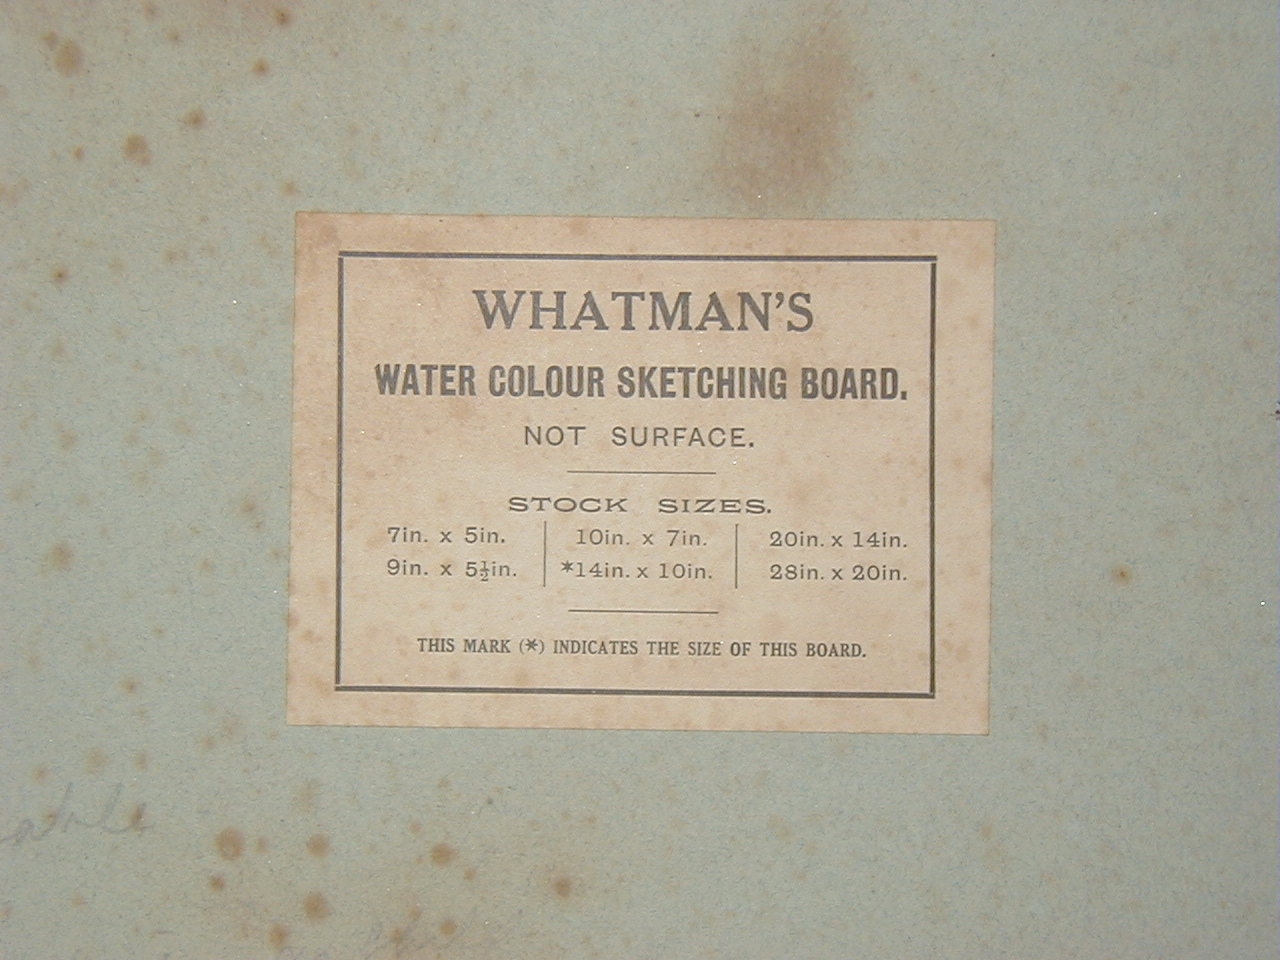 WHATMAN'S
WATER COLOUR SKETCHING BOARD.
NOT SURFACE.
STOCK SIZES.
7in. x 5in. 10in. x 7in. 20in. x 14in.
9in. x 5½in. *14in. x 10in. 28in. x 20in.
THIS MARK (*) INDICATES THE SIZE OF THIS BOARD.